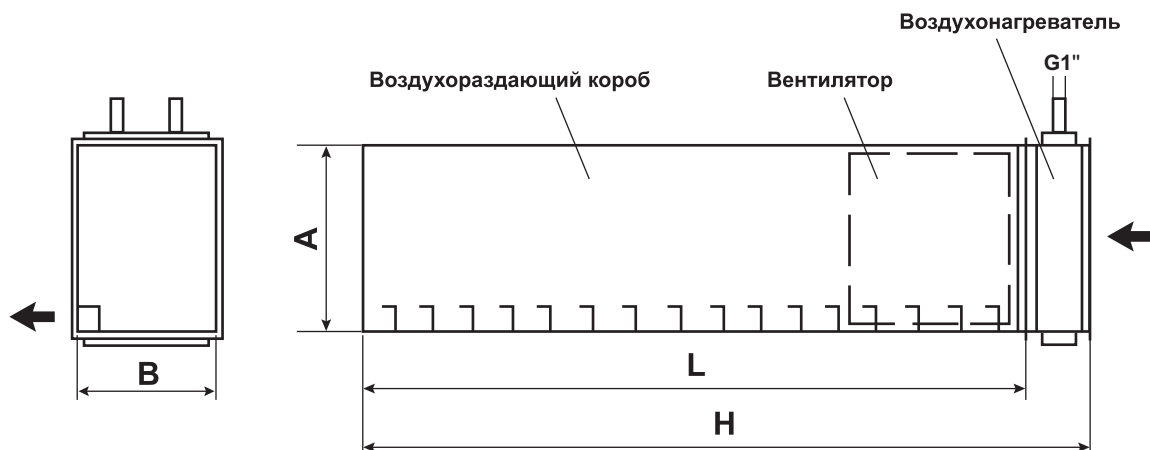 Воздухонагреватель
G1"
Воздухораздающий короб
Вентилятор
A
B
L
H